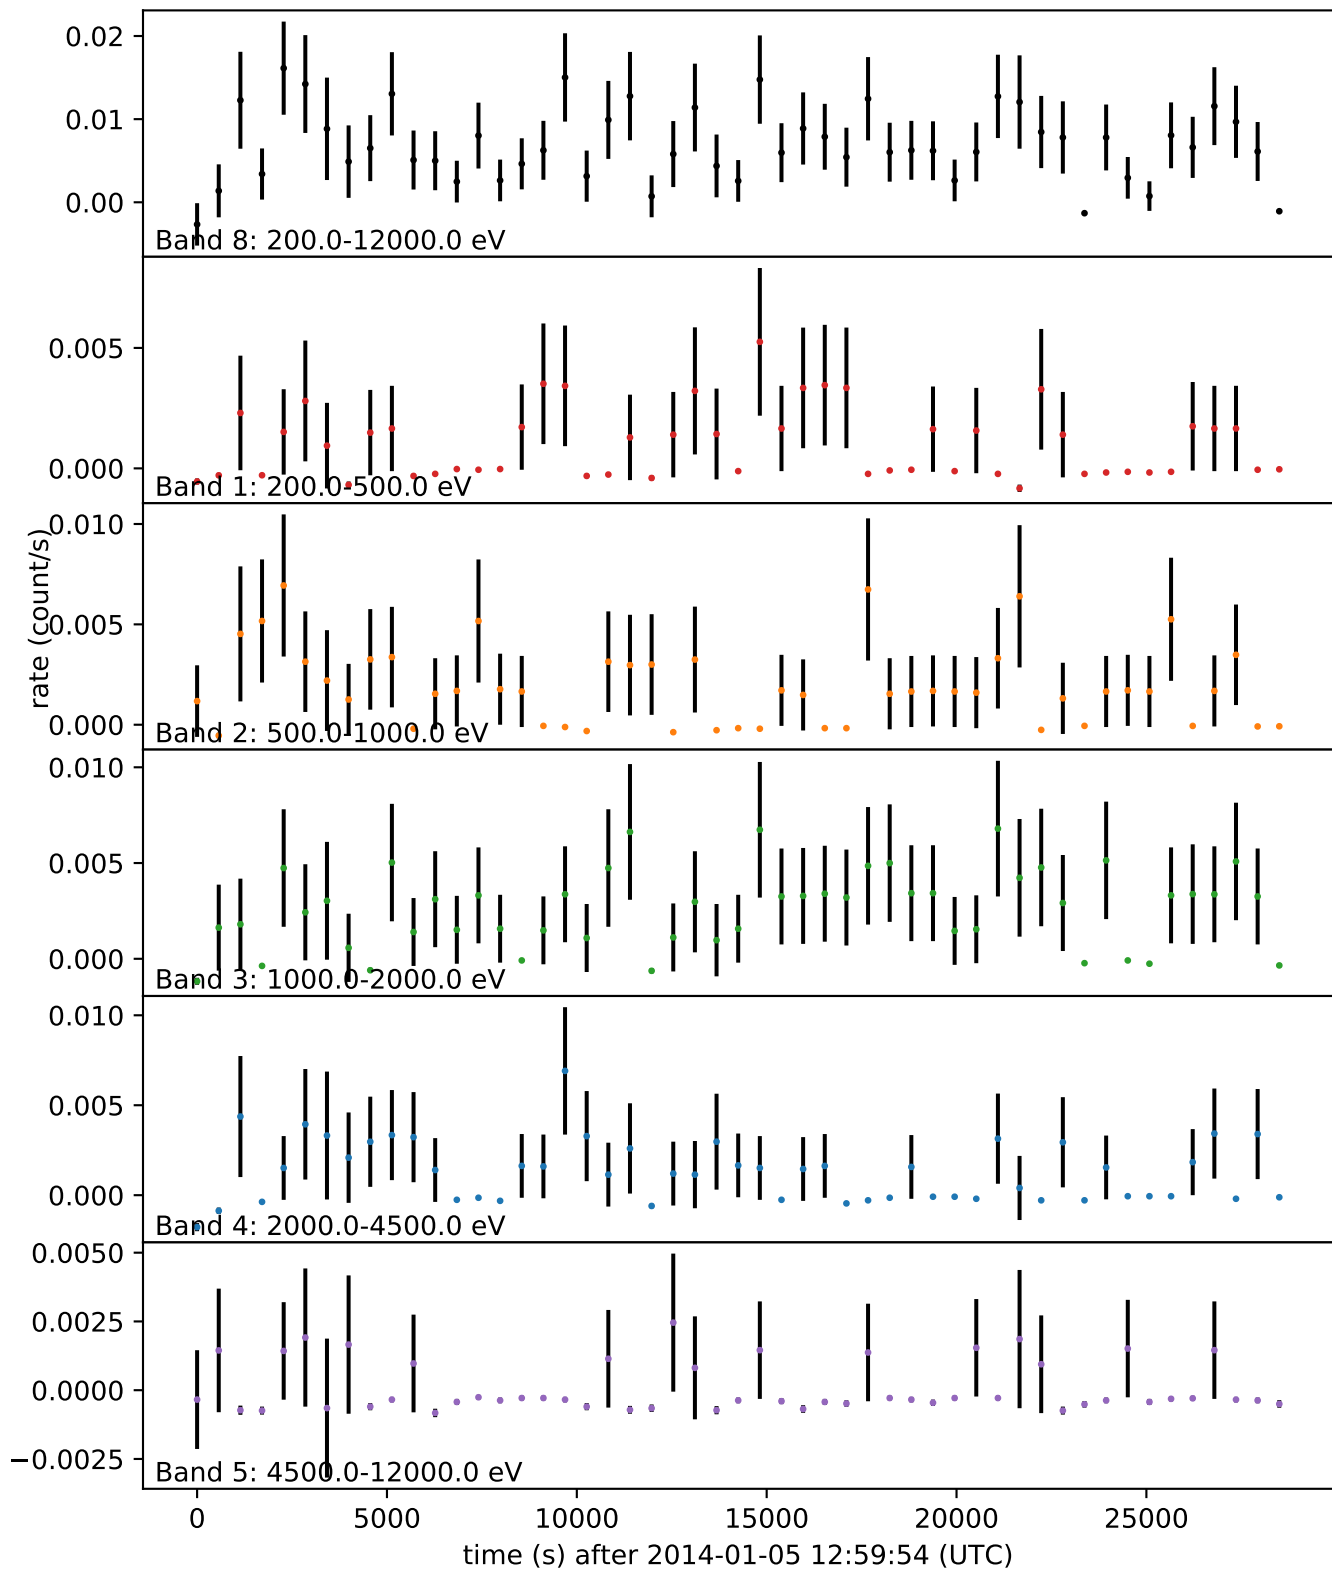 0.02
0.01
0.00
Band 8: 200.0-12000.0 eV
0.005
0.000
Band 1: 200.0-500.0 eV
rate (count/s)
0.010
0.005
0.000
Band 2: 500.0-1000.0 eV
0.010
0.005
0.000
Band 3: 1000.0-2000.0 eV
0.010
0.005
0.000
Band 4: 2000.0-4500.0 eV
0.0050
0.0025
0.0000
−0.0025
Band 5: 4500.0-12000.0 eV
0 5000 10000 15000 20000 25000
time (s) after 2014-01-05 12:59:54 (UTC)